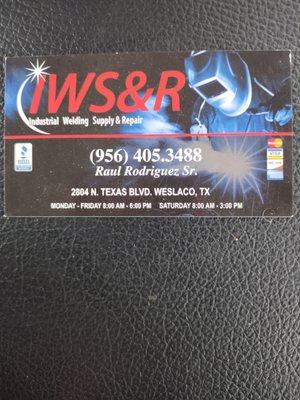 IWS&R
Industrial Welding Supply & Repair
(956) 405.3488
Raul Rodriguez Sr.
2804 N. TEXAS BLVD. WESLACO, TX
MONDAY - FRIDAY 8:00 AM - 6:00 PM SATURDAY 8:00 AM - 3:00 PM